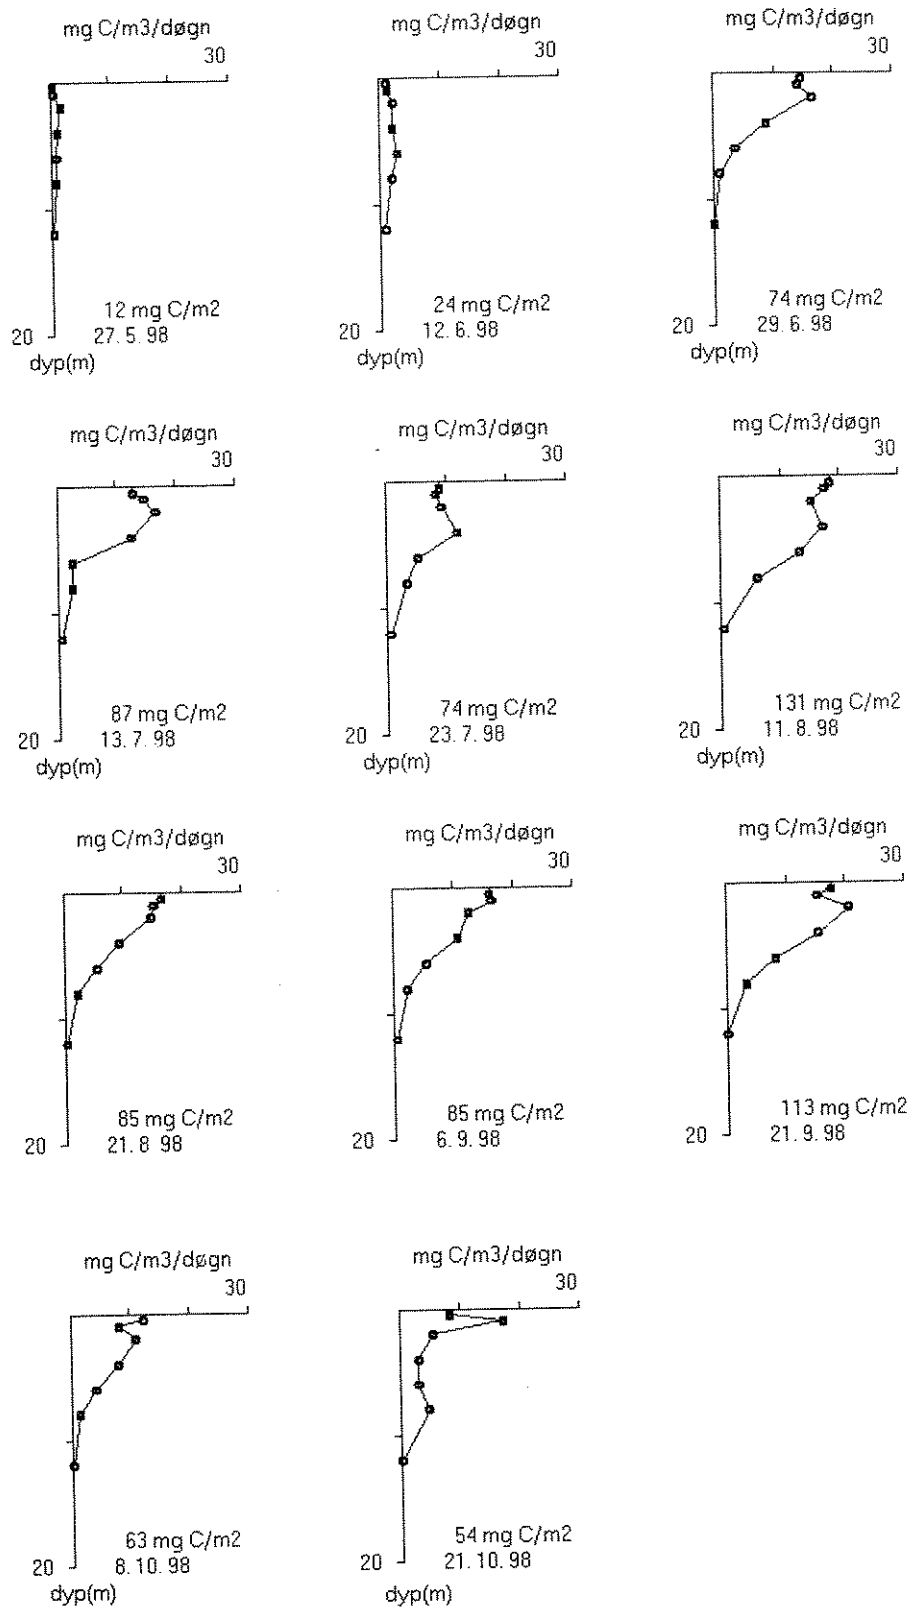 mg C/m3/døgn
30
12 mg C/m2
20
27.5.98
dyp(m)
mg C/m3/døgn
30
24 mg C/m2
20
12.6.98
dyp(m)
mg C/m3/døgn
30
74 mg C/m2
20
29.6.98
dyp(m)
mg C/m3/døgn
30
87 mg C/m2
20
13.7.98
dyp(m)
mg C/m3/døgn
30
74 mg C/m2
20
23.7.98
dyp(m)
mg C/m3/døgn
30
131 mg C/m2
20
11.8.98
dyp(m)
mg C/m3/døgn
30
85 mg C/m2
20
21.8 98
mg C/m3/døgn
30
85 mg C/m2
20
6.9.98
mg C/m3/døgn
30
113 mg C/m2
20
21.9.98
mg C/m3/døgn
30
63 mg C/m2
20
8.10.98
dyp(m)
mg C/m3/døgn
30
54 mg C/m2
20
21.10.98
dyp(m)